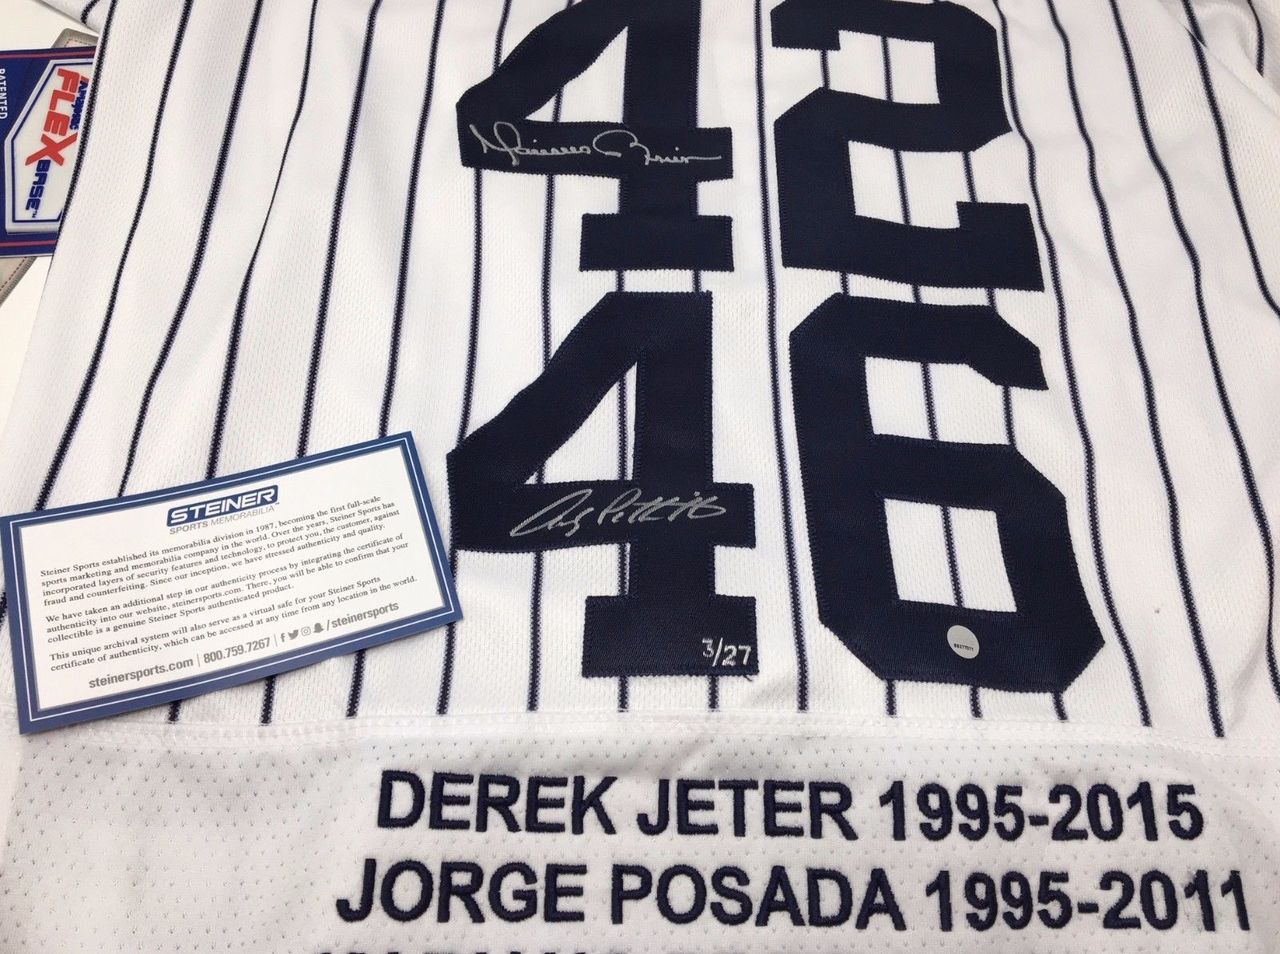 PATENTED
FLEX
BASE™
42
Mariano Rivera
46
Andy Pettitte
3/27
STEINER
SPORTS MEMORABILIA
Steiner Sports established its memorabilia division in 1987, becoming the first full-scale
sports marketing and memorabilia company in the world. Over the years, Steiner Sports has
incorporated layers of security features and technology, to protect you, the customer, against
fraud and counterfeiting. Since our inception, we have stressed authenticity and quality.
We have taken an additional step in our authenticity process by integrating the certificate of
authenticity into our website, steinersports.com. There, you will be able to confirm that your
collectible is a genuine Steiner Sports authenticated product.
This unique archival system will also serve as a virtual safe for your Steiner Sports
certificate of authenticity, which can be accessed at any time from any location in the world.
steinersports.com | 800.759.7267 | /steinersports
DEREK JETER 1995-2015
JORGE POSADA 1995-2011